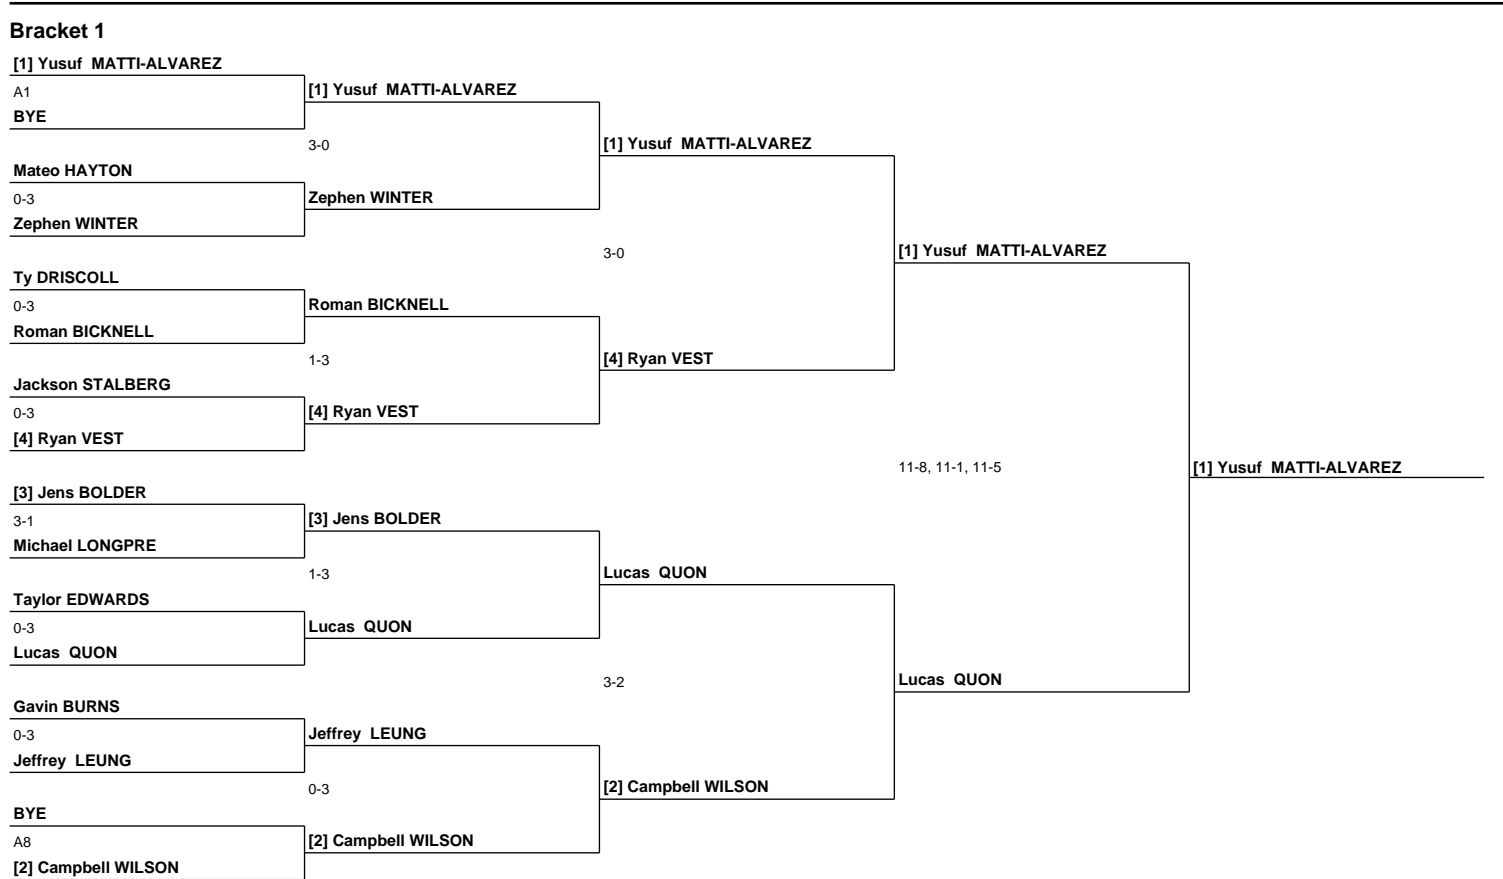 Bracket 1
[1] Yusuf  MATTI-ALVAREZ
A1
BYE
Mateo HAYTON
0-3
Zephen WINTER
Ty DRISCOLL
0-3
Roman BICKNELL
Jackson STALBERG
0-3
[4] Ryan VEST
[3] Jens BOLDER
3-1
Michael LONGPRE
Taylor EDWARDS
0-3
Lucas  QUON
Gavin BURNS
0-3
Jeffrey  LEUNG
BYE
A8
[2] Campbell WILSON
[1] Yusuf  MATTI-ALVAREZ
3-0
Zephen WINTER
Roman BICKNELL
1-3
[4] Ryan VEST
[3] Jens BOLDER
1-3
Lucas  QUON
Jeffrey  LEUNG
0-3
[2] Campbell WILSON
[1] Yusuf  MATTI-ALVAREZ
3-0
[4] Ryan VEST
Lucas  QUON
3-2
[2] Campbell WILSON
[1] Yusuf  MATTI-ALVAREZ
11-8, 11-1, 11-5
Lucas  QUON
[1] Yusuf  MATTI-ALVAREZ